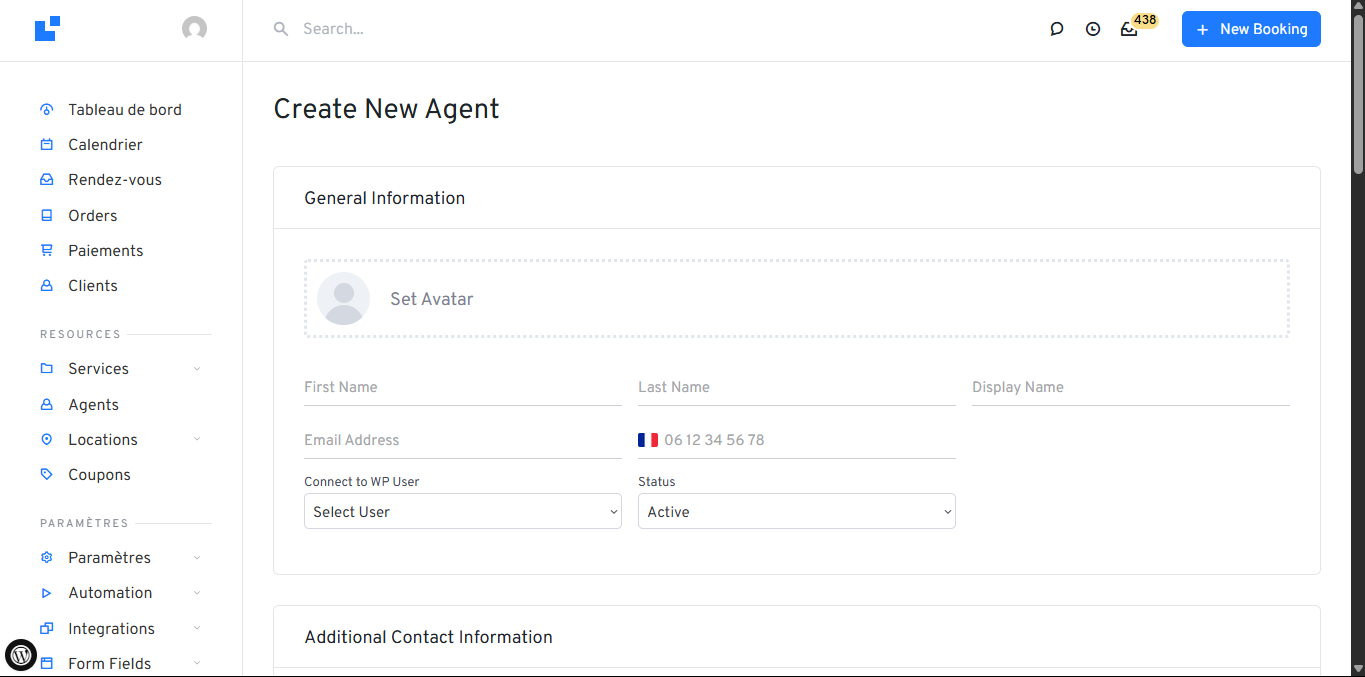 Search...
438
+ New Booking
Tableau de bord
Calendrier
Rendez-vous
Orders
Paiements
Clients
RESOURCES
Services
Agents
Locations
Coupons
PARAMÈTRES
Paramètres
Automation
Integrations
Form Fields
Create New Agent
General Information
Set Avatar
First Name
Last Name
Display Name
Email Address
06 12 34 56 78
Connect to WP User
Status
Select User
Active
Additional Contact Information